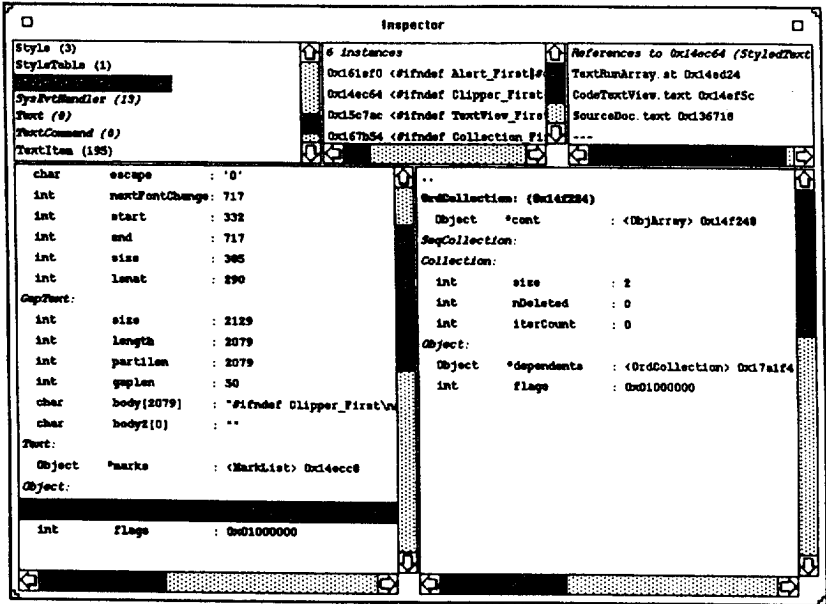 Inspector
Style (3)
StyleTable (1)
SysEvtHandler (13)
Text (0)
TextCommand (0)
TextItem (195)
6 instances
0x161ef0 <#ifndef Alert_First|#
0x14ec64 <#ifndef Clipper_First
0x15c7ac <#ifndef TextView_First
0x167b54 <#ifndef Collection_Fi
References to 0x14ec64 (StyledText
TextRunArray.st 0x14ed24
CodeTextView.text 0x14ef5c
SourceDoc.text 0x136718
---
char escape : '0'
int nextFontChange: 717
int start : 332
int end : 717
int size : 385
int lenat : 290
GapText:
int size : 2129
int length : 2079
int partilen : 2079
int gaplen : 50
char body[2079] : "#ifndef Clipper_First\n
char body2[0] : ""
Text:
Object *marks : <MarkList> 0x14ecc8
Object:
int flags : 0x01000000
..
OrdCollection: (0x14f284)
Object *cont : <ObjArray> 0x14f248
SeqCollection:
Collection:
int size : 2
int nDeleted : 0
int iterCount : 0
Object:
Object *dependents : <OrdCollection> 0x17a1f4
int flags : 0x01000000